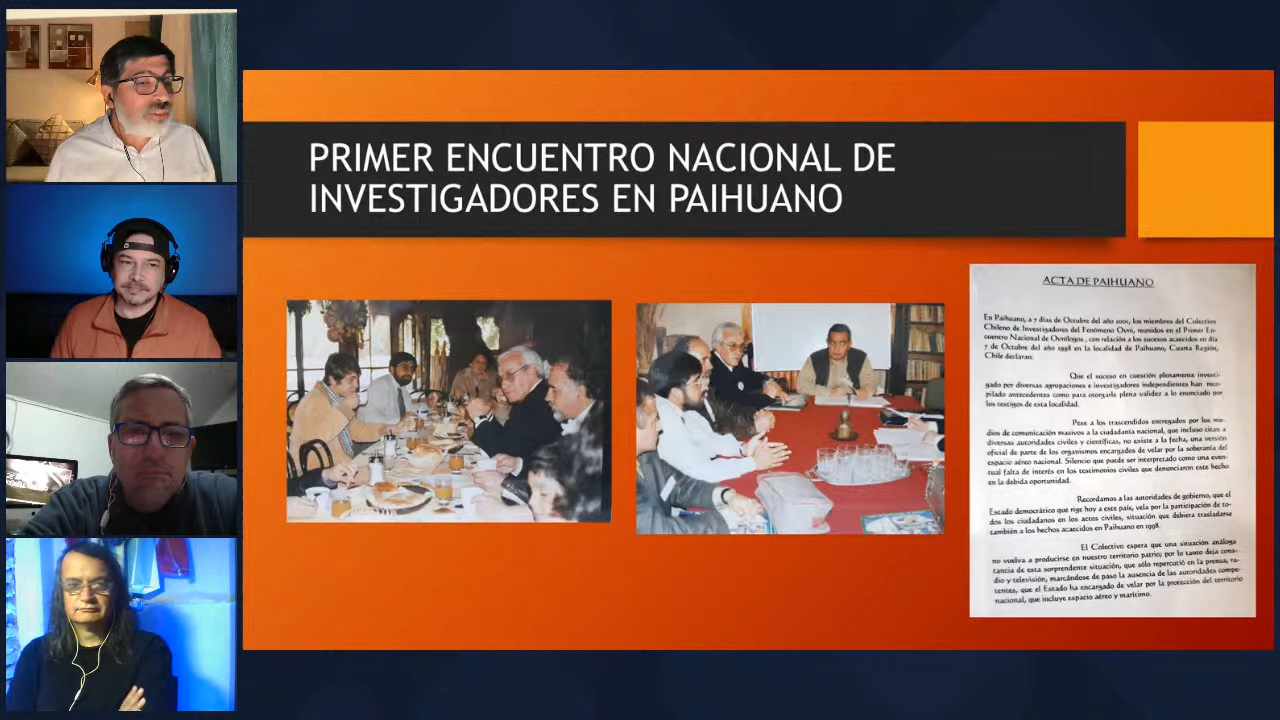 PRIMER ENCUENTRO NACIONAL DE
INVESTIGADORES EN PAIHUANO
ACTA DE PAIHUANO
En Paihuano, a 7 días de Octubre del año 2001, los miembros del Colectivo
Chileno de Investigadores del Fenómeno Ovni, reunidos en el Primer En-
cuentro Nacional de Ovnílogos , con relación a los sucesos acaecidos en día
7 de Octubre del año 1998 en la localidad de Paihuano, Cuarta Región,
Chile declaran:
Que el suceso en cuestión plenamente investi-
gado por diversas agrupaciones e investigadores independientes han reco-
pilado antecedentes como para otorgarle plena validez a lo enunciado por
los testigos de esta localidad.
Pese a los trascendidos entregados por los me-
dios de comunicación masivos a la ciudadanía nacional, que incluso citan a
diversas autoridades civiles y científicas, no existe a la fecha, una versión
oficial de parte de los organismos encargados de velar por la soberanía del
espacio aéreo nacional. Silencio que puede ser interpretado como una even-
tual falta de interés en los testimonios civiles que denunciaron este hecho
en la debida oportunidad.
Recordamos a las autoridades de gobierno, que el
Estado democrático que rige hoy a este país, vela por la participación de to-
dos los ciudadanos en los actos civiles, situación que debiera trasladarse
también a los hechos acaecidos en Paihuano en 1998.
El Colectivo espera que una situación análoga
no vuelva a producirse en nuestro territorio patrio; por lo tanto deja cons-
tancia de esta sorprendente situación, que sólo repercutió en la prensa, ra-
dio y televisión, marcándose de paso la ausencia de las autoridades compe-
tentes, que el Estado ha encargado de velar por la protección del territorio
nacional, que incluye espacio aéreo y marítimo.